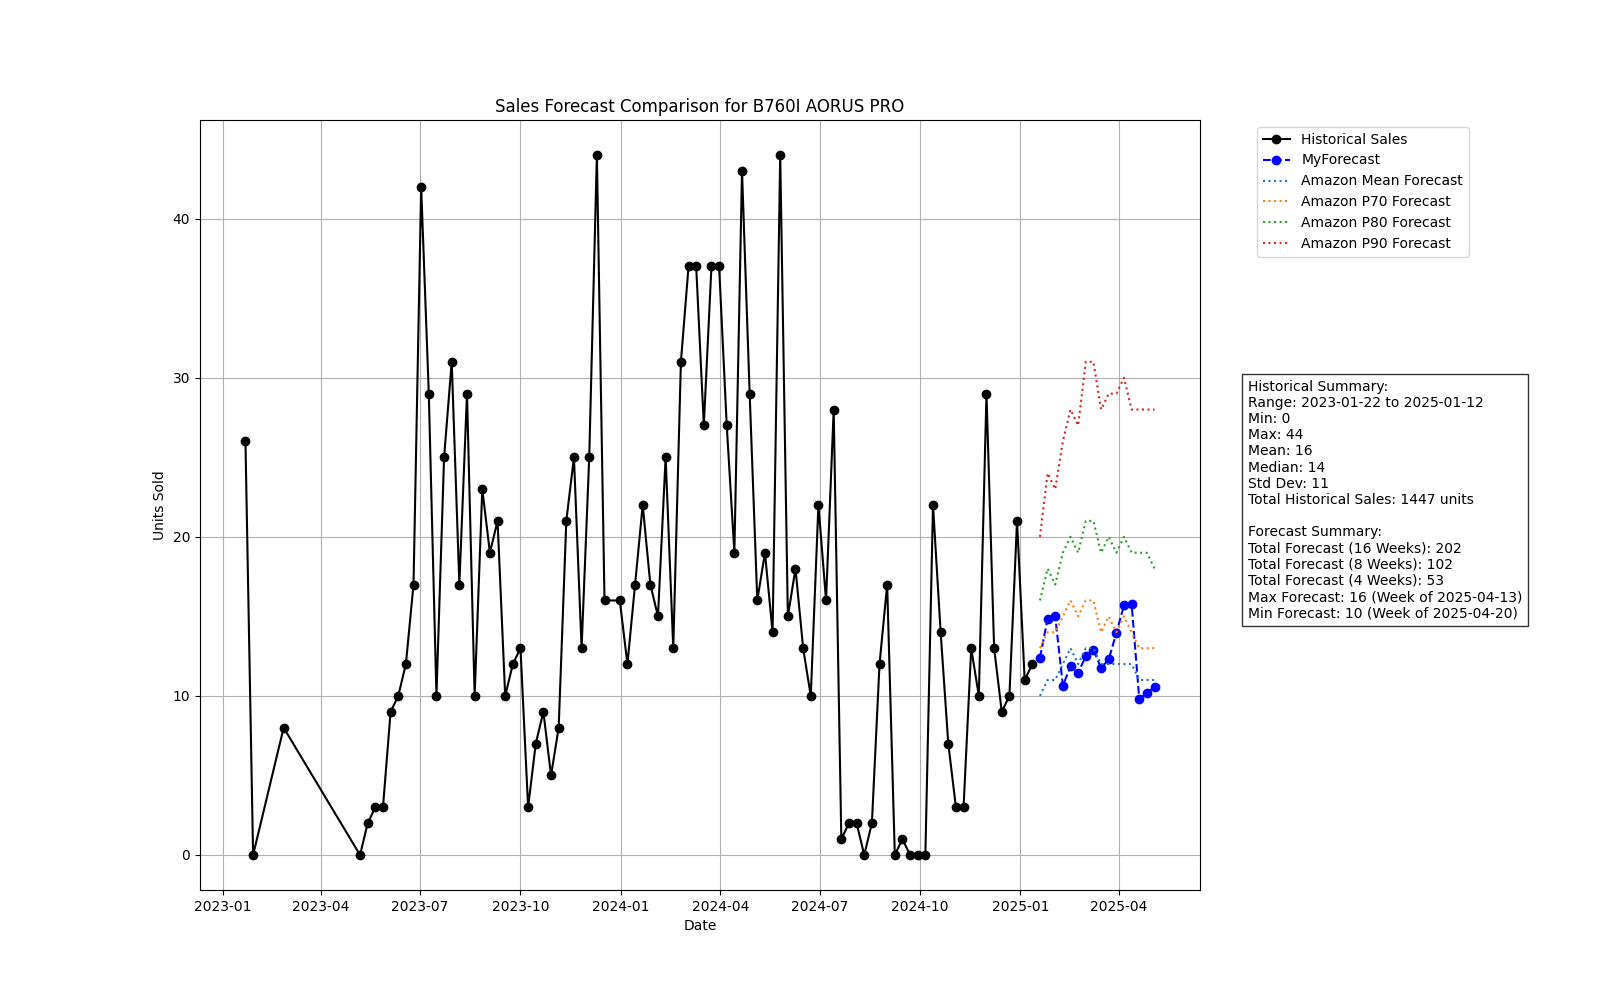 Sales Forecast Comparison for B760I AORUS PRO
Units Sold
40
30
20
10
0
2023-01
2023-04
2023-07
2023-10
2024-01
2024-04
2024-07
2024-10
2025-01
2025-04
Date
Historical Sales
MyForecast
Amazon Mean Forecast
Amazon P70 Forecast
Amazon P80 Forecast
Amazon P90 Forecast
Historical Summary:
Range: 2023-01-22 to 2025-01-12
Min: 0
Max: 44
Mean: 16
Median: 14
Std Dev: 11
Total Historical Sales: 1447 units
Forecast Summary:
Total Forecast (16 Weeks): 202
Total Forecast (8 Weeks): 102
Total Forecast (4 Weeks): 53
Max Forecast: 16 (Week of 2025-04-13)
Min Forecast: 10 (Week of 2025-04-20)